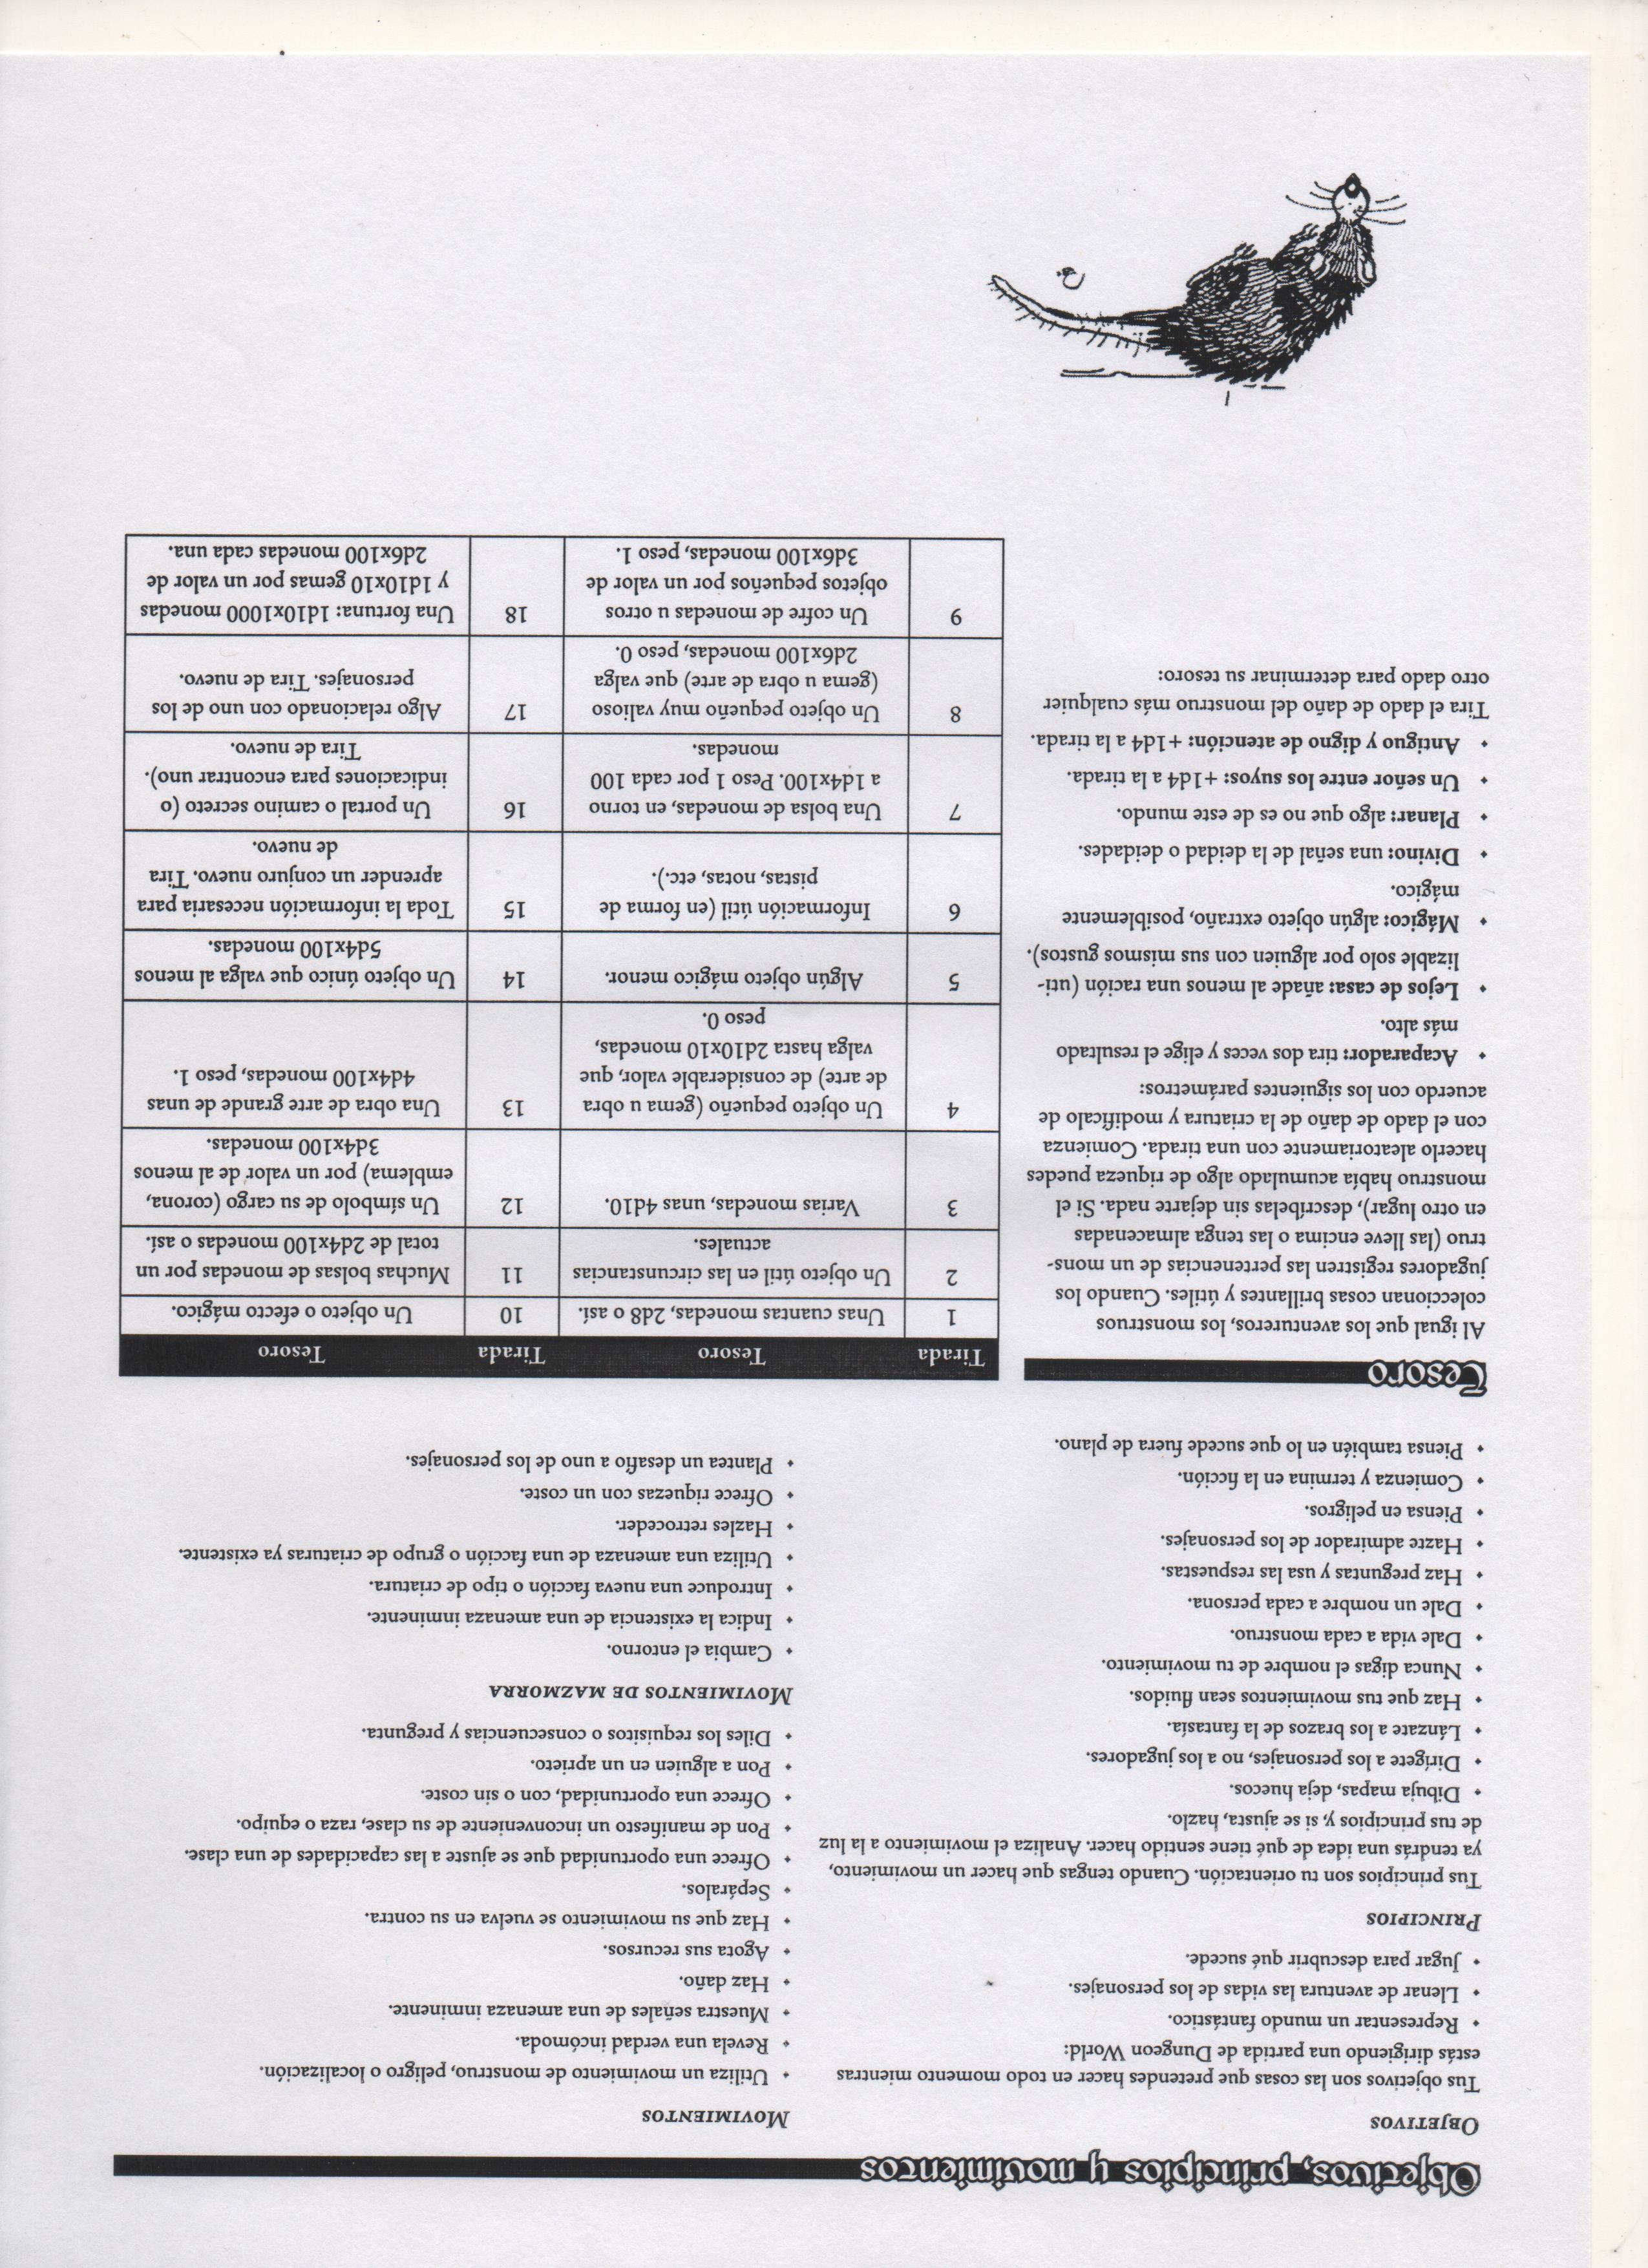 Objetivos, principios y movimientos
Objetivos
Tus objetivos son las cosas que pretendes hacer en todo momento mientras
estás dirigiendo una partida de Dungeon World:
• Representar un mundo fantástico.
• Llenar de aventura las vidas de los personajes.
• Jugar para descubrir qué sucede.
Principios
Tus principios son tu orientación. Cuando tengas que hacer un movimiento,
ya tendrás una idea de qué tiene sentido hacer. Analiza el movimiento a la luz
de tus principios y, si se ajusta, hazlo.
• Dibuja mapas, deja huecos.
• Dirígete a los personajes, no a los jugadores.
• Lánzate a los brazos de la fantasía.
• Haz que tus movimientos sean fluidos.
• Nunca digas el nombre de tu movimiento.
• Dale vida a cada monstruo.
• Dale un nombre a cada persona.
• Haz preguntas y usa las respuestas.
• Hazte admirador de los personajes.
• Piensa en peligros.
• Comienza y termina en la ficción.
• Piensa también en lo que sucede fuera de plano.
Movimientos
• Utiliza un movimiento de monstruo, peligro o localización.
• Revela una verdad incómoda.
• Muestra señales de una amenaza inminente.
• Haz daño.
• Agota sus recursos.
• Haz que su movimiento se vuelva en su contra.
• Sepáralos.
• Ofrece una oportunidad que se ajuste a las capacidades de una clase.
• Pon de manifiesto un inconveniente de su clase, raza o equipo.
• Ofrece una oportunidad, con o sin coste.
• Pon a alguien en un aprieto.
• Diles los requisitos o consecuencias y pregunta.
Movimientos de mazmorra
• Cambia el entorno.
• Indica la existencia de una amenaza inminente.
• Introduce una nueva facción o tipo de criatura.
• Utiliza una amenaza de una facción o grupo de criaturas ya existente.
• Hazles retroceder.
• Ofrece riquezas con un coste.
• Plantea un desafío a uno de los personajes.
Tesoro
Al igual que los aventureros, los monstruos
coleccionan cosas brillantes y útiles. Cuando los
jugadores registren las pertenencias de un mons-
truo (las lleve encima o las tenga almacenadas
en otro lugar), descríbelas sin dejarte nada. Si el
monstruo había acumulado algo de riqueza puedes
hacerlo aleatoriamente con una tirada. Comienza
con el dado de daño de la criatura y modifícalo de
acuerdo con los siguientes parámetros:
• Acaparador: tira dos veces y elige el resultado
más alto.
• Lejos de casa: añade al menos una ración (uti-
lizable solo por alguien con sus mismos gustos).
• Mágico: algún objeto extraño, posiblemente
mágico.
• Divino: una señal de la deidad o deidades.
• Planar: algo que no es de este mundo.
• Un señor entre los suyos: +1d4 a la tirada.
• Antiguo y digno de atención: +1d4 a la tirada.
Tira el dado de daño del monstruo más cualquier
otro dado para determinar su tesoro:
Tirada Tesoro Tirada Tesoro
1 Unas cuantas monedas, 2d8 o así.
2 Un objeto útil en las circunstancias
actuales.
3 Varias monedas, unas 4d10.
4 Un objeto pequeño (gema u obra
de arte) de considerable valor, que
valga hasta 2d10x10 monedas,
peso 0.
5 Algún objeto mágico menor.
6 Información útil (en forma de
pistas, notas, etc.).
7 Una bolsa de monedas, en torno
a 1d4x100. Peso 1 por cada 100
monedas.
8 Un objeto pequeño muy valioso
(gema u obra de arte) que valga
2d6x100 monedas, peso 0.
9 Un cofre de monedas u otros
objetos pequeños por un valor de
3d6x100 monedas, peso 1.
10 Un objeto o efecto mágico.
11 Muchas bolsas de monedas por un
total de 2d4x100 monedas o así.
12 Un símbolo de su cargo (corona,
emblema) por un valor de al menos
3d4x100 monedas.
13 Una obra de arte grande de unas
4d4x100 monedas, peso 1.
14 Un objeto único que valga al menos
5d4x100 monedas.
15 Toda la información necesaria para
aprender un conjuro nuevo. Tira
de nuevo.
16 Un portal o camino secreto (o
indicaciones para encontrar uno).
Tira de nuevo.
17 Algo relacionado con uno de los
personajes. Tira de nuevo.
18 Una fortuna: 1d10x1000 monedas
y 1d10x10 gemas por un valor de
2d6x100 monedas cada una.